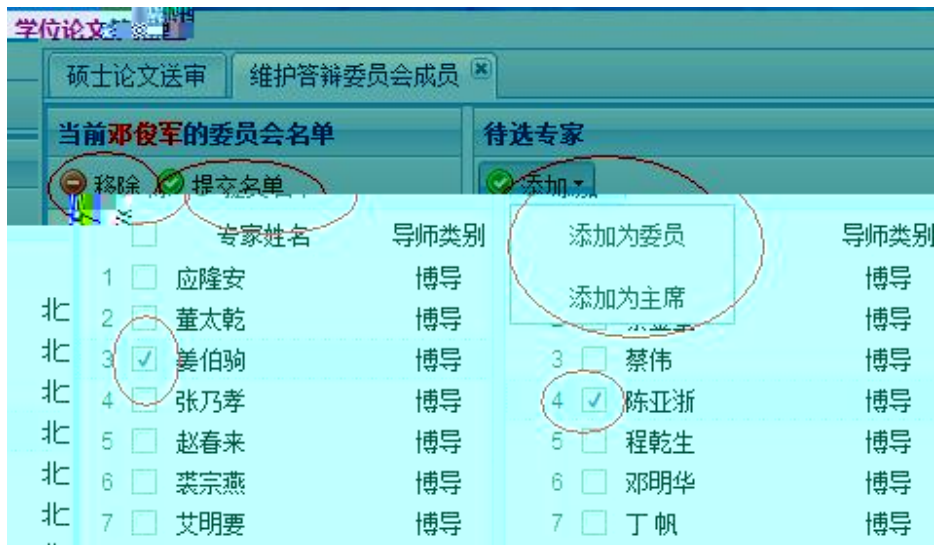 学位论文
硕士论文送审 维护答辩委员会成员
当前邓俊军的委员会名单 待选专家
移除 提交名单 添加
专家姓名 导师类别 添加为委员 导师类别
1 应隆安 博导 博导
添加为主席
北 2 董太乾 博导 博导
北 3 姜伯驹 博导 3 蔡伟 博导
北 4 张乃孝 博导 4 陈亚浙 博导
北 5 赵春来 博导 5 程乾生 博导
北 6 裘宗燕 博导 6 邓明华 博导
北 7 艾明要 博导 7 丁帆 博导